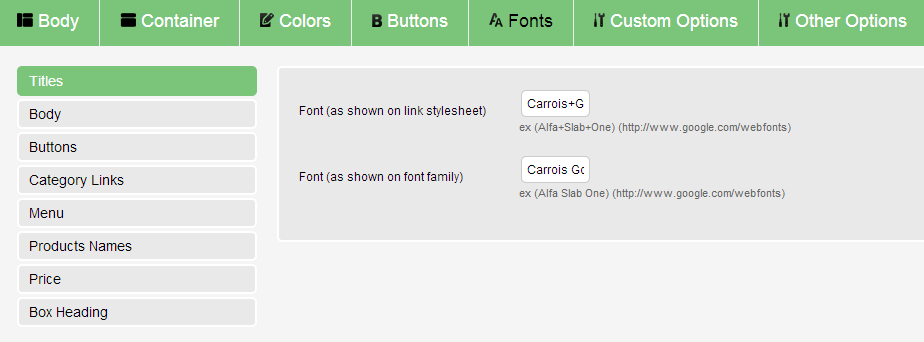 Body Container Colors Buttons Fonts Custom Options Other Options
Titles
Body
Buttons
Category Links
Menu
Products Names
Price
Box Heading
Font (as shown on link stylesheet)
Carrois+G
ex (Alfa+Slab+One) (http://www.google.com/webfonts)
Font (as shown on font family)
Carrois Go
ex (Alfa Slab One) (http://www.google.com/webfonts)